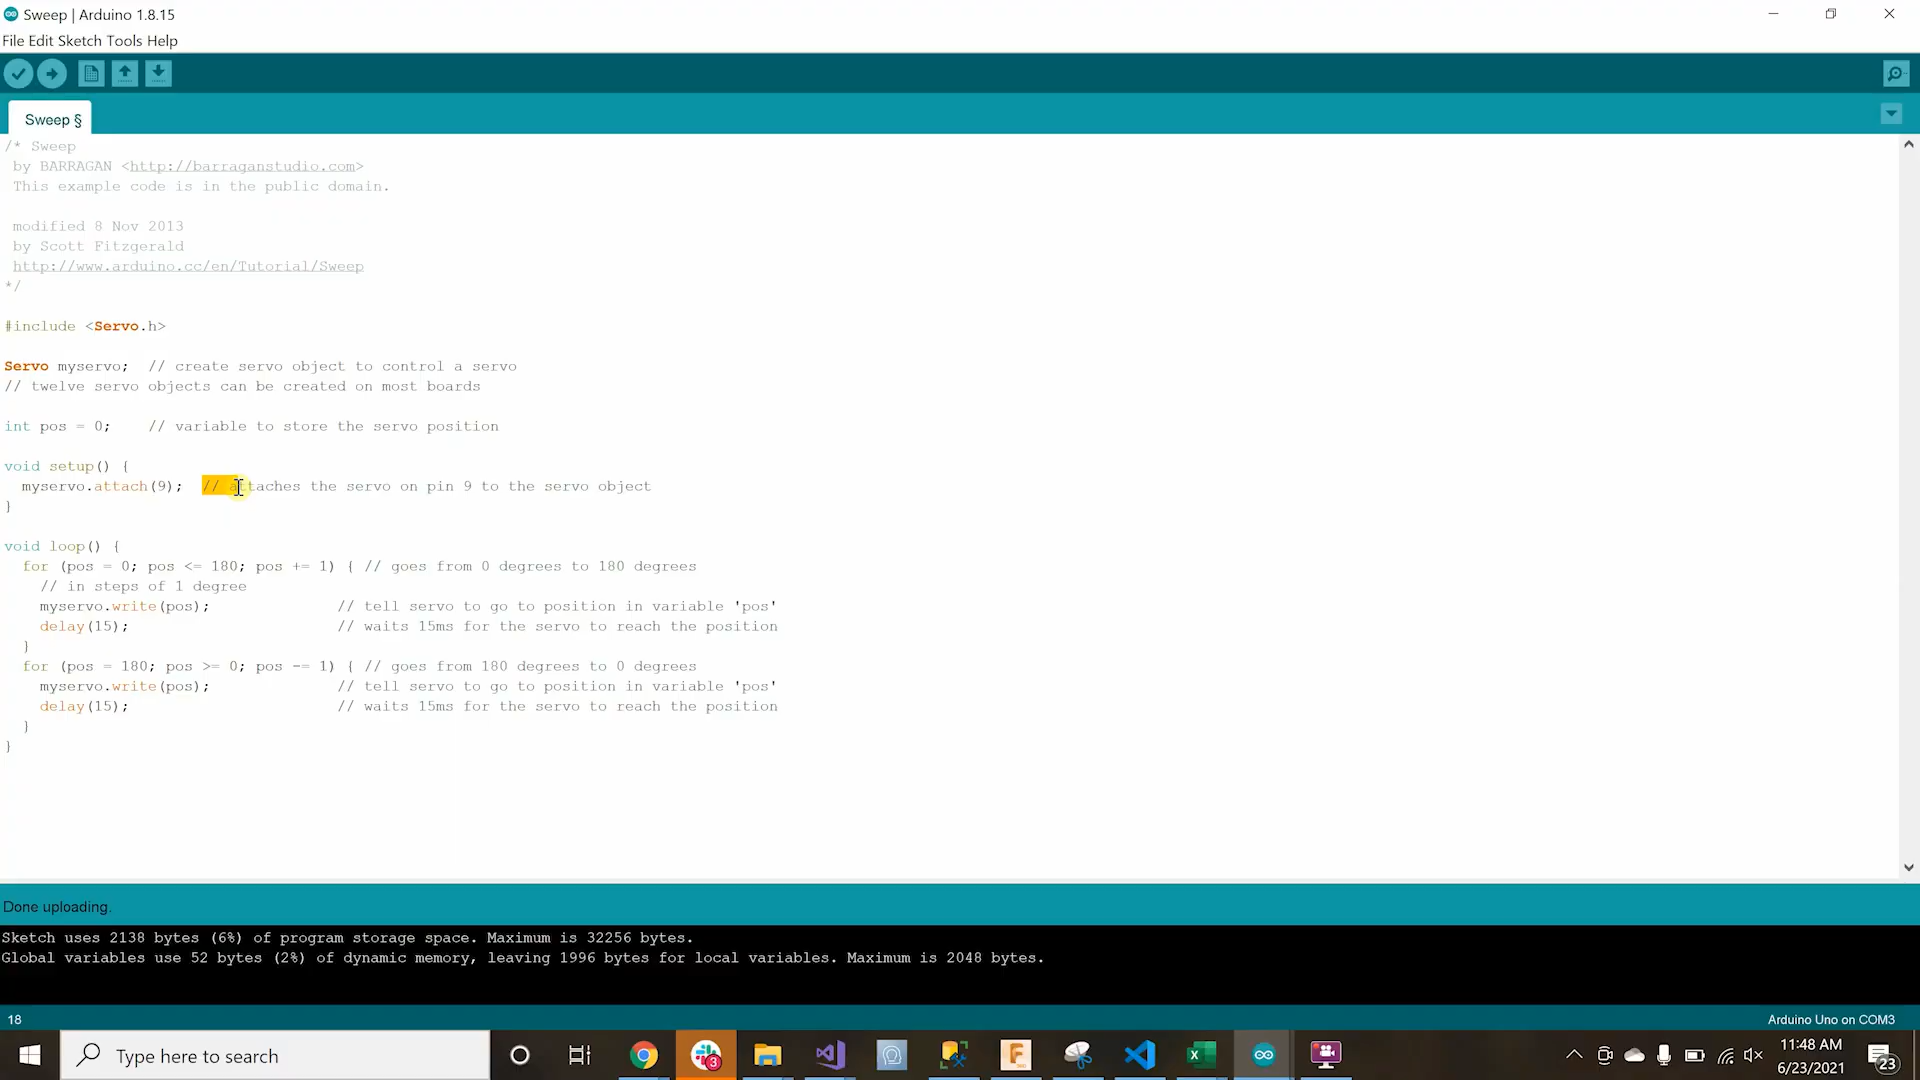 Sweep | Arduino 1.8.15
File Edit Sketch Tools Help
Sweep §
/* Sweep
by BARRAGAN <http://barraganstudio.com>
This example code is in the public domain.
modified 8 Nov 2013
by Scott Fitzgerald
http://www.arduino.cc/en/Tutorial/Sweep
*/
#include <Servo.h>
Servo myservo;  // create servo object to control a servo
// twelve servo objects can be created on most boards
int pos = 0;    // variable to store the servo position
void setup() {
myservo.attach(9);  // attaches the servo on pin 9 to the servo object
}
void loop() {
for (pos = 0; pos <= 180; pos += 1) { // goes from 0 degrees to 180 degrees
// in steps of 1 degree
myservo.write(pos);              // tell servo to go to position in variable 'pos'
delay(15);                       // waits 15ms for the servo to reach the position
}
for (pos = 180; pos >= 0; pos -= 1) { // goes from 180 degrees to 0 degrees
myservo.write(pos);              // tell servo to go to position in variable 'pos'
delay(15);                       // waits 15ms for the servo to reach the position
}
}
Done uploading.
Sketch uses 2138 bytes (6%) of program storage space. Maximum is 32256 bytes.
Global variables use 52 bytes (2%) of dynamic memory, leaving 1996 bytes for local variables. Maximum is 2048 bytes.
18
Arduino Uno on COM3
Type here to search
3
F
11:48 AM
6/23/2021
23